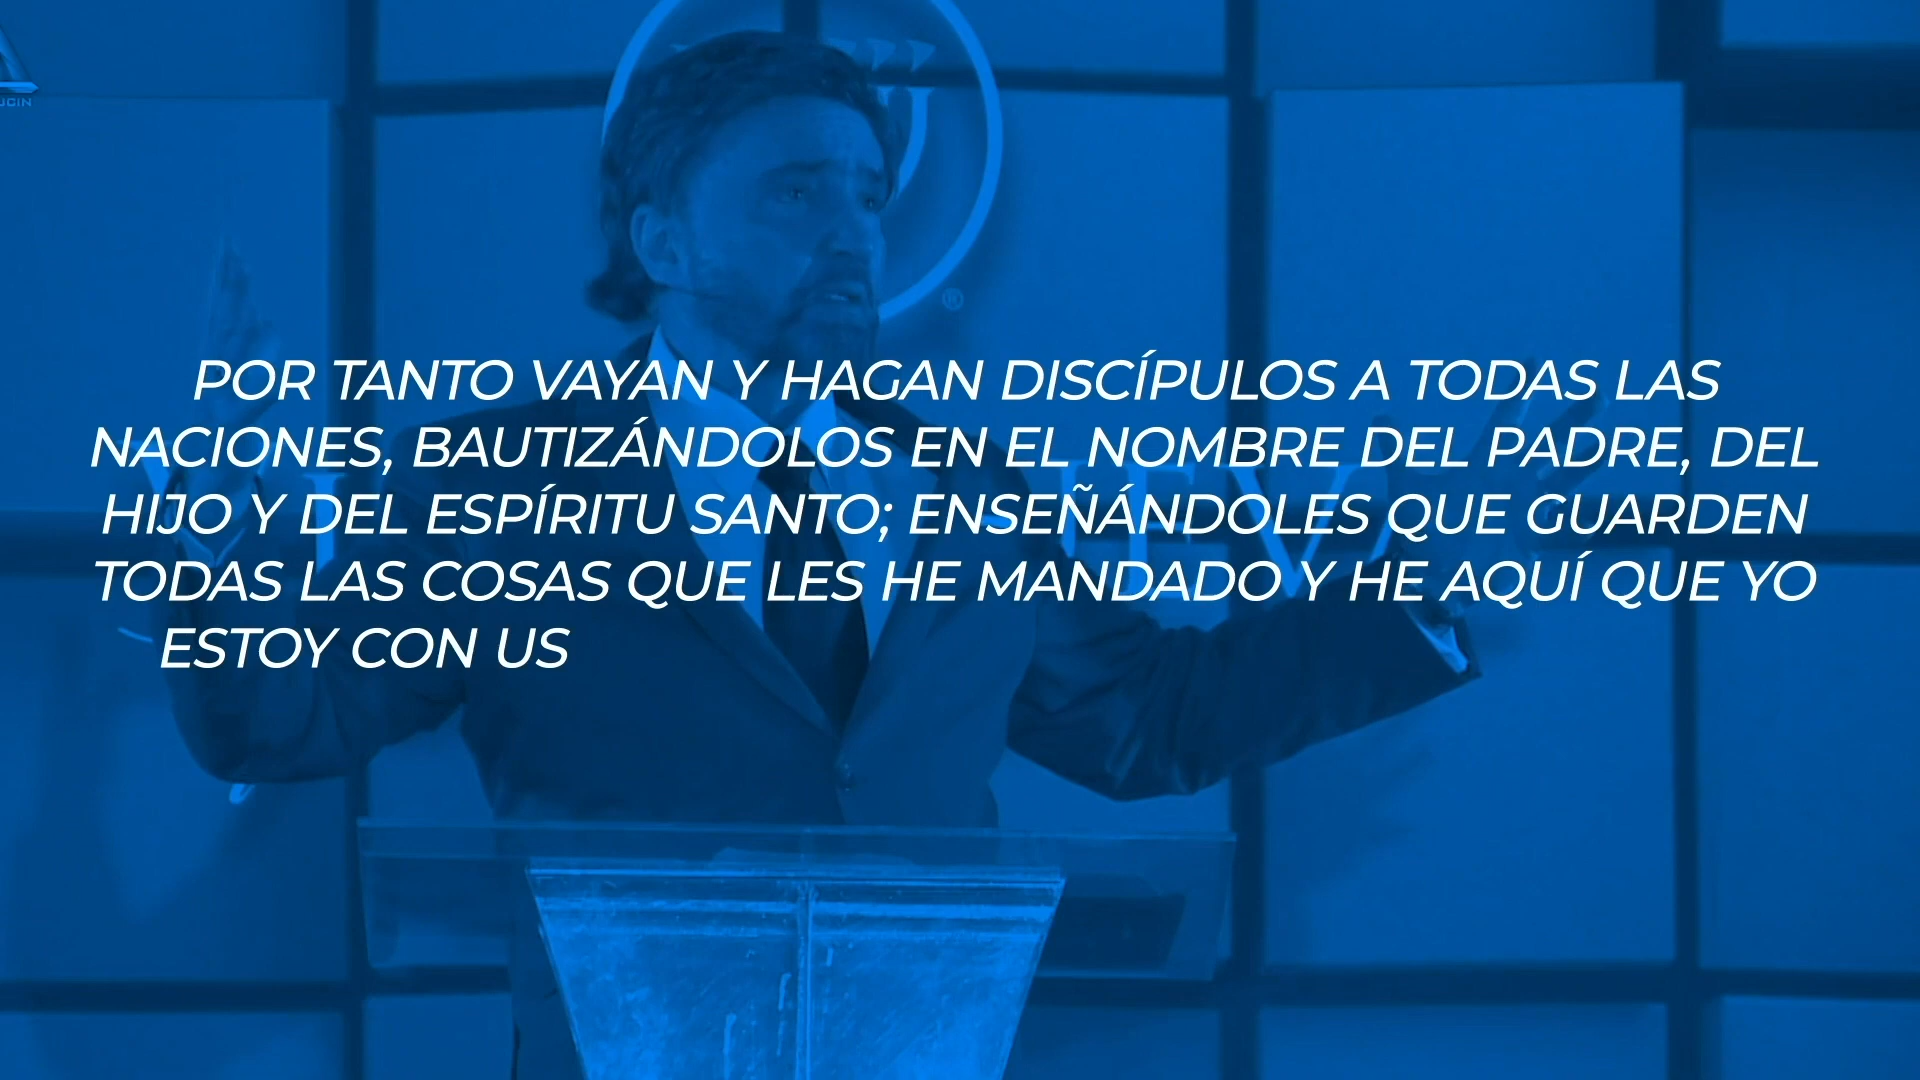 UCIN
®
POR TANTO VAYAN Y HAGAN DISCÍPULOS A TODAS LAS
NACIONES, BAUTIZÁNDOLOS EN EL NOMBRE DEL PADRE, DEL
HIJO Y DEL ESPÍRITU SANTO; ENSEÑÁNDOLES QUE GUARDEN
TODAS LAS COSAS QUE LES HE MANDADO Y HE AQUÍ QUE YO
ESTOY CON US